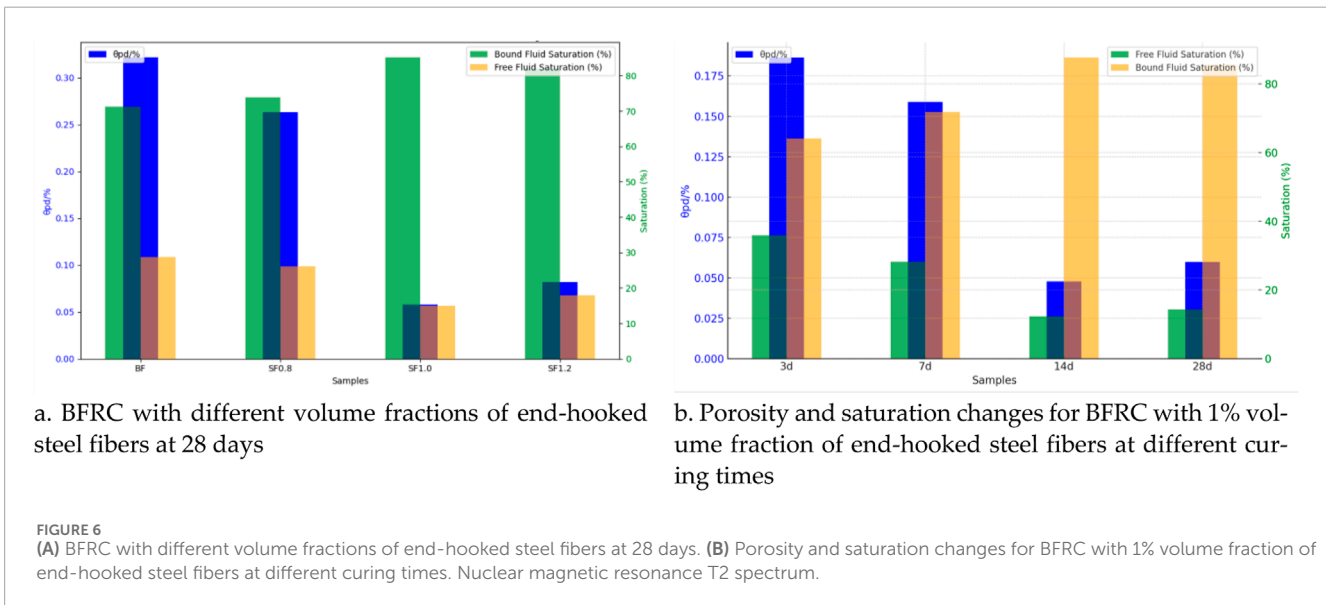 θpd/%
Bound Fluid Saturation (%)
Free Fluid Saturation (%)
0.30
0.25
0.20
0.15
0.10
0.05
0.00
θpd/%
80
70
60
50
40
30
20
10
0
Saturation (%)
BF
SF0.8
SF1.0
SF1.2
Samples
a. BFRC with different volume fractions of end-hooked
steel fibers at 28 days
θpd/%
Free Fluid Saturation (%)
Bound Fluid Saturation (%)
0.175
0.150
0.125
0.100
0.075
0.050
0.025
0.000
θpd/%
80
60
40
20
0
Saturation (%)
3d
7d
14d
28d
Samples
b. Porosity and saturation changes for BFRC with 1% vol-
ume fraction of end-hooked steel fibers at different cur-
ing times
FIGURE 6
(A) BFRC with different volume fractions of end-hooked steel fibers at 28 days. (B) Porosity and saturation changes for BFRC with 1% volume fraction of
end-hooked steel fibers at different curing times. Nuclear magnetic resonance T2 spectrum.